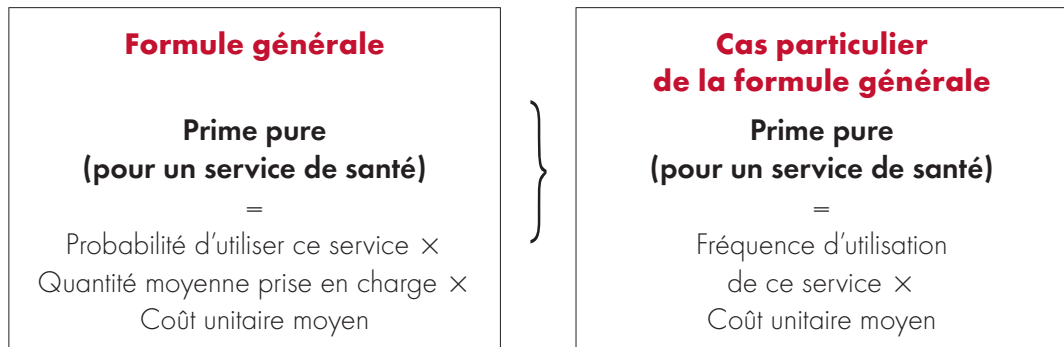 Formule générale
Prime pure
(pour un service de santé)
=
Probabilité d’utiliser ce service ×
Quantité moyenne prise en charge ×
Coût unitaire moyen
Cas particulier
de la formule générale
Prime pure
(pour un service de santé)
=
Fréquence d’utilisation
de ce service ×
Coût unitaire moyen